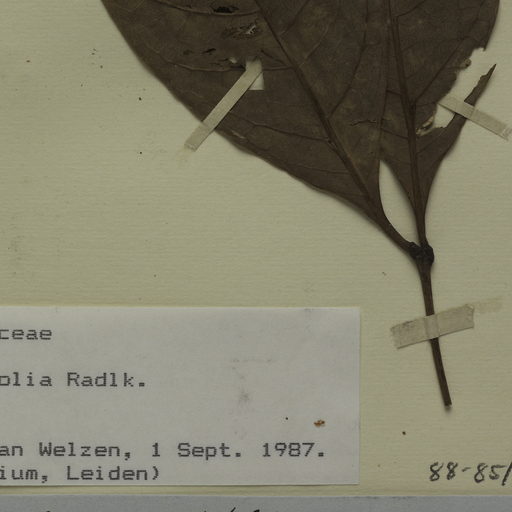 ceae
olia Radlk.
an Welzen, 1 Sept. 1987.
ium, Leiden)
88-85/